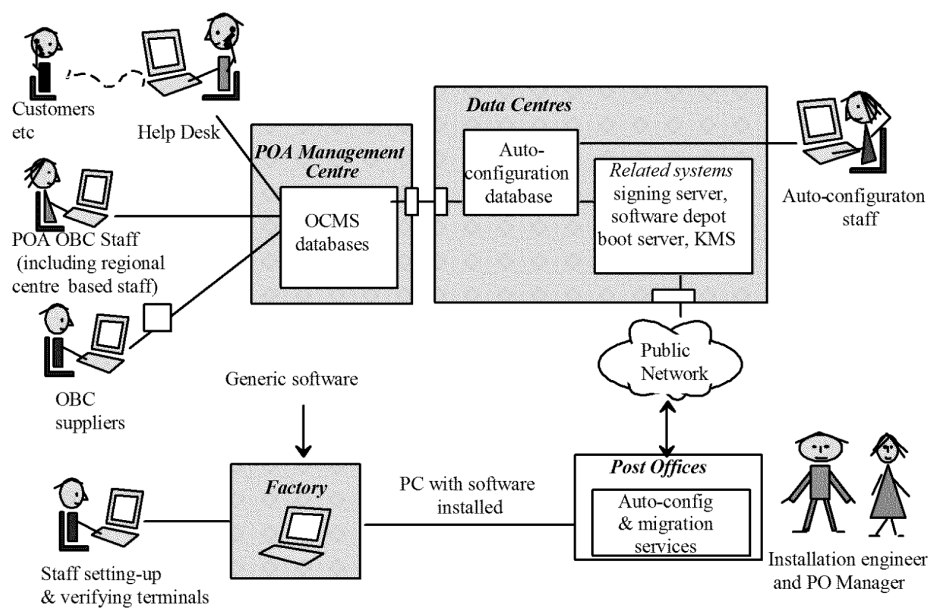 Customers
etc
Help Desk
POA Management
Centre
OCMS
databases
Data Centres
Auto-
configuration
database
Related systems
signing server,
software depot
boot server, KMS
Auto-configuraton
staff
POA OBC Staff
(including regional
centre based staff)
OBC
suppliers
Public
Network
Generic software
Factory
PC with software
installed
Post Offices
Auto-config
& migration
services
Staff setting-up
& verifying terminals
Installation engineer
and PO Manager